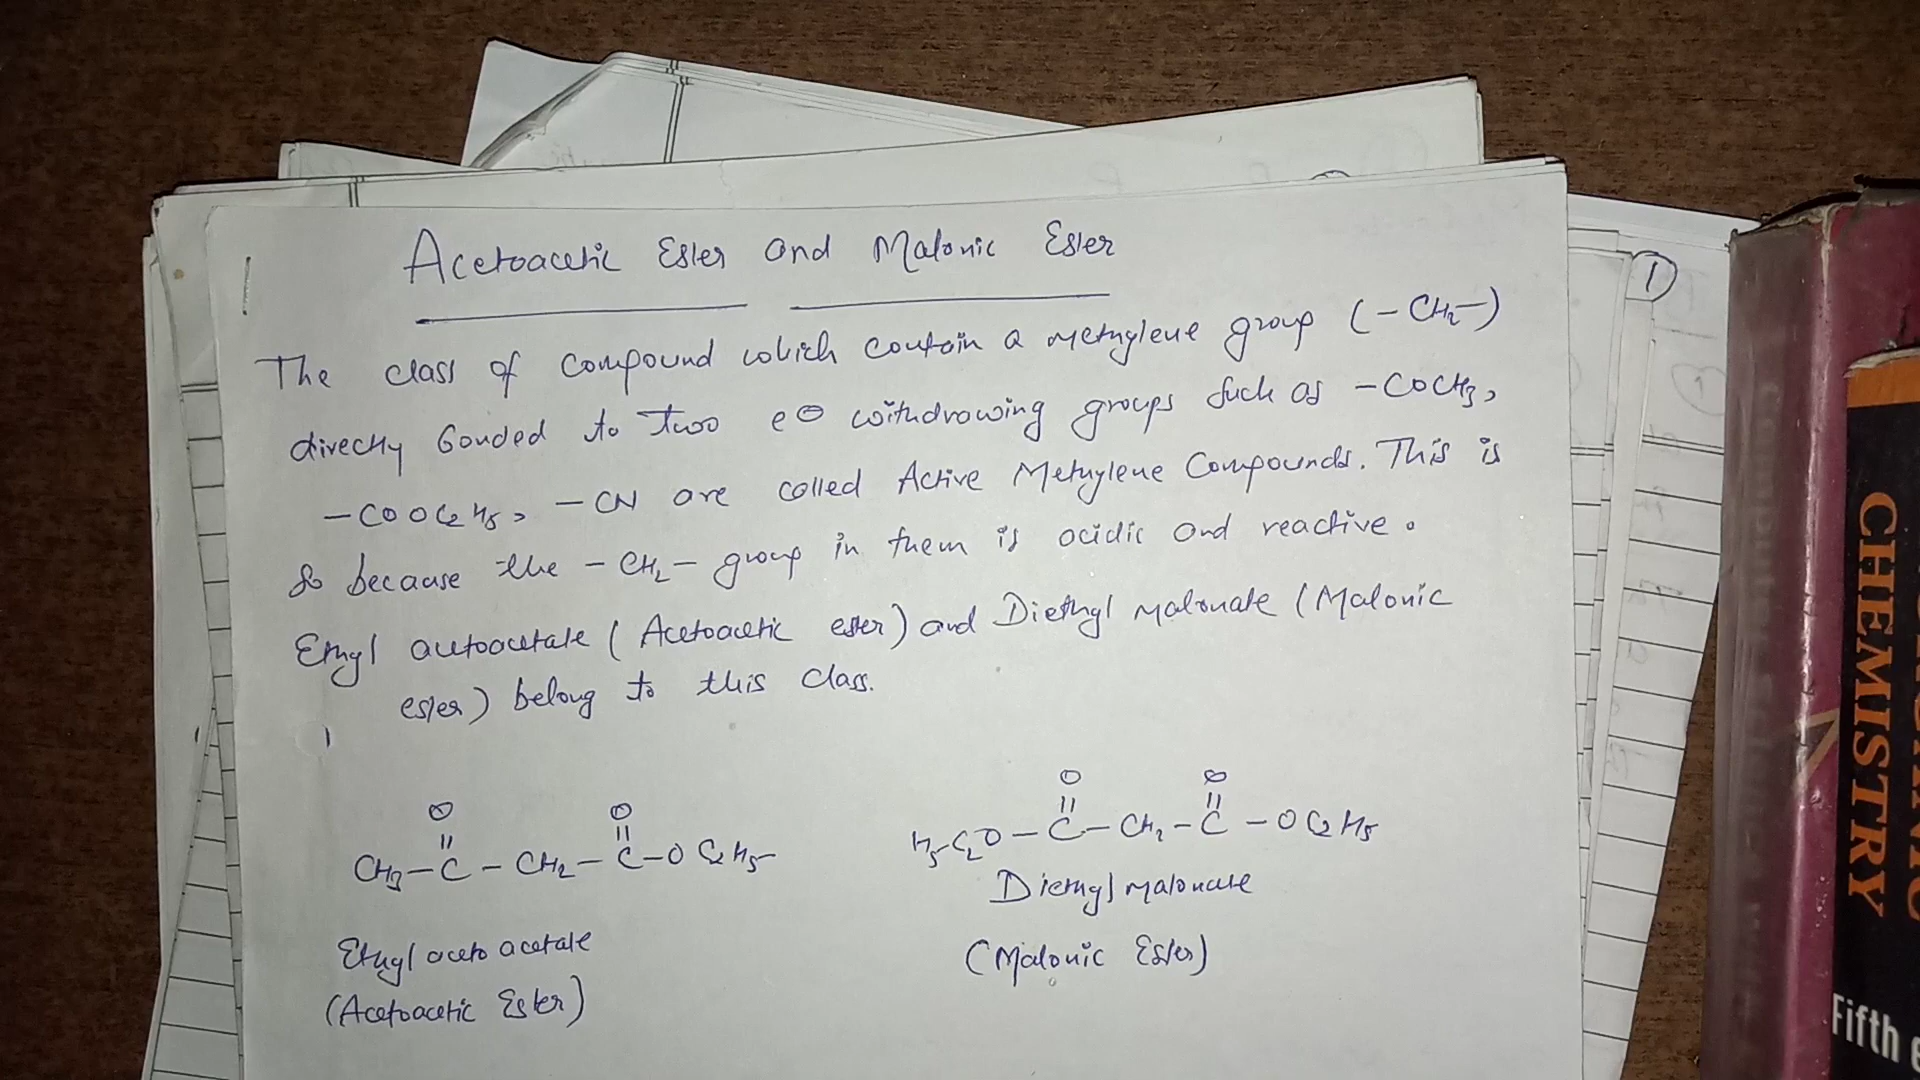 Acetoacetic Ester and Malonic Ester
1
The class of compound which contain a methylene group (-CH₂-)
directly bonded to two e⊖ withdrawing groups such as -COCH₃,
-COOC₂H₅, -CN are called Active Methylene Compounds. This is
so because the -CH₂- group in them is acidic and reactive.
Ethyl acetoacetate (Acetoacetic ester) and Diethyl malonate (Malonic
ester) belong to this class.
O O O O
|| || || ||
CH₃-C-CH₂-C-OC₂H₅ H₅C₂O-C-CH₂-C-OC₂H₅
Diethyl malonate
Ethyl aceto acetate (Malonic Ester)
(Acetoacetic Ester)
CHEMISTRY
Fifth